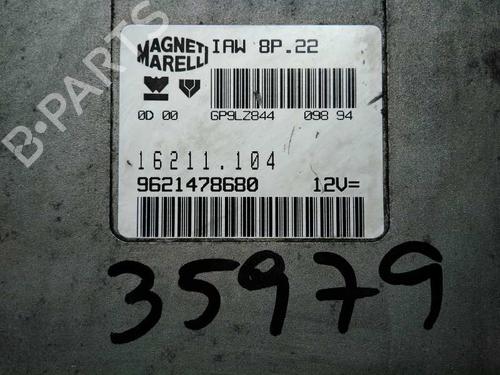 MAGNETI MARELLI IAW 8P.22
0D 00 GP9LZ844 098 94
16211.104
9621478680 12V=
35979
B-PARTS